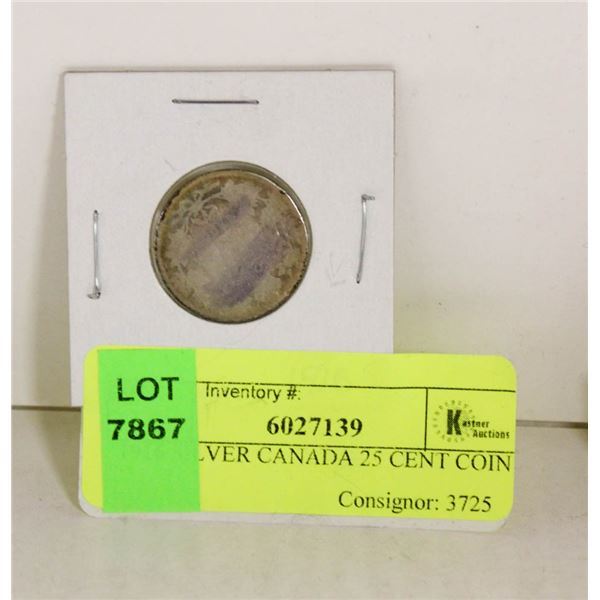 LOT
7867
Inventory #:
6027139
Kastner
Auctions
LVER CANADA 25 CENT COIN
Consignor: 3725